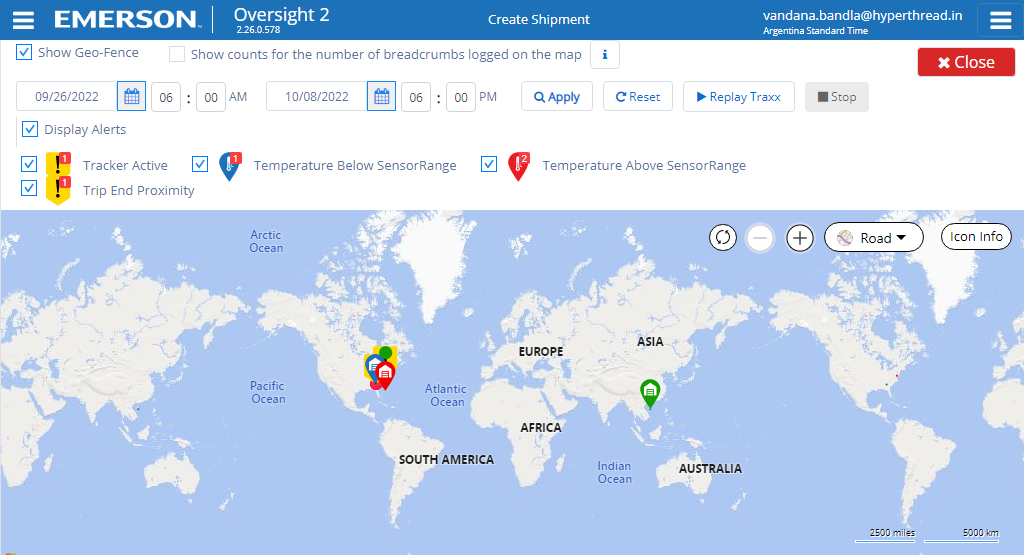 EMERSON
Oversight 2
2.26.0.578
Create Shipment
vandana.bandla@hyperthread.in
Argentina Standard Time
Show Geo-Fence
Show counts for the number of breadcrumbs logged on the map
i
Close
09/26/2022
06 : 00 AM
10/08/2022
06 : 00 PM
Apply
Reset
Replay Traxx
Stop
Display Alerts
1 Tracker Active
1 Temperature Below SensorRange
2 Temperature Above SensorRange
1 Trip End Proximity
Arctic
Ocean
Road
Icon Info
EUROPE
ASIA
Pacific
Ocean
Atlantic
Ocean
AFRICA
SOUTH AMERICA
Indian
Ocean
AUSTRALIA
2500 miles
5000 km